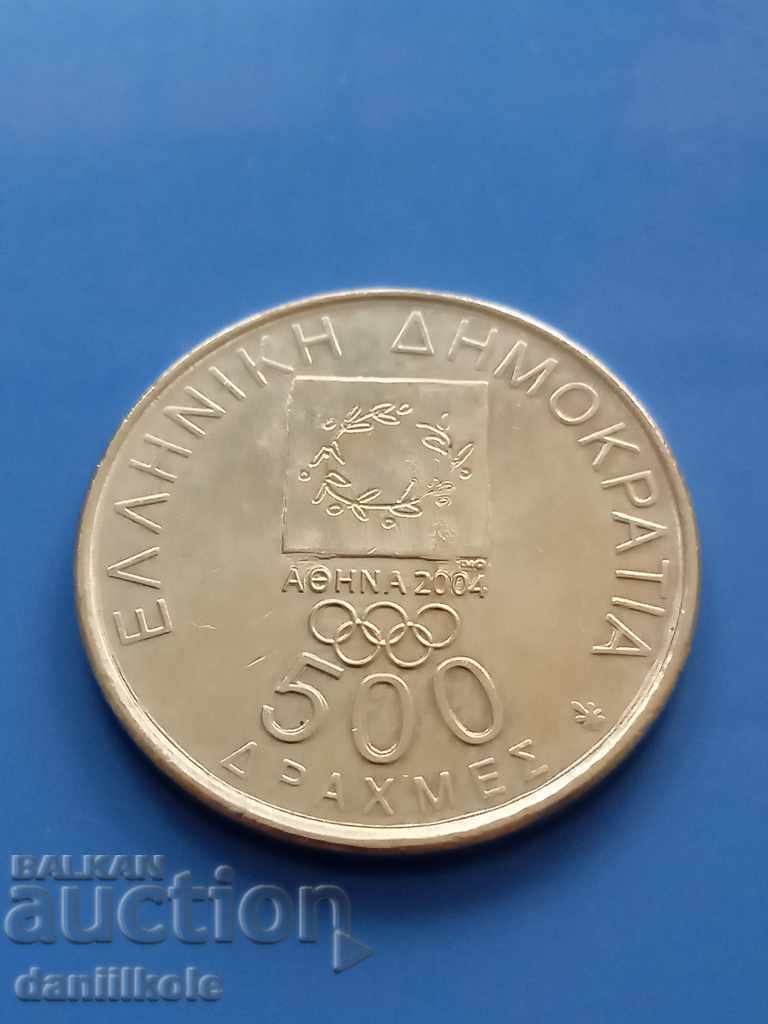 ΕΛΛΗΝΙΚΗ ΔΗΜΟΚΡΑΤΙΑ
ΑΘΗΝΑ 2004
500
ΔΡΑΧΜΕΣ
BALKAN
auction
daniilkole